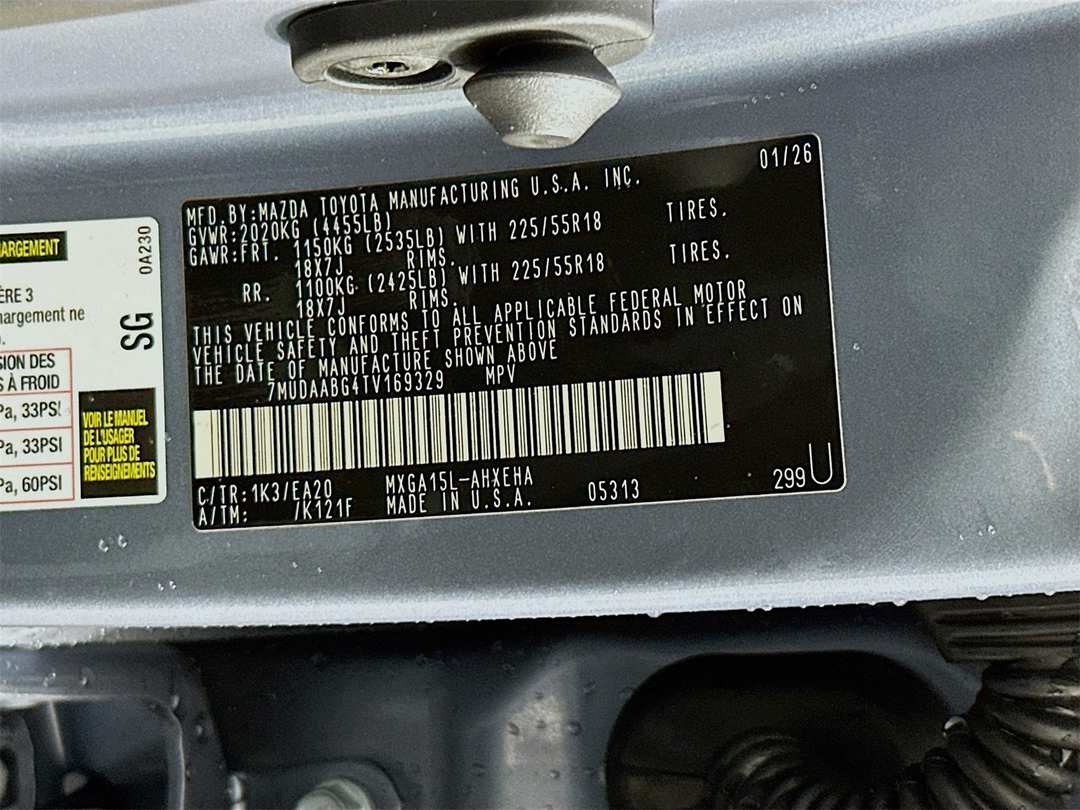 ARGEMENT
0A230
ÈRE 3
hargement ne
SG
SION DES
S À FROID
Pa, 33PSI
Pa, 33PSI
Pa, 60PSI
VOIR LE MANUEL
DE L'USAGER
POUR PLUS DE
RENSEIGNEMENTS
01/26
MFD.BY:MAZDA TOYOTA MANUFACTURING U.S.A. INC.
GVWR:2020KG (4455LB)
GAWR:FRT. 1150KG (2535LB) WITH 225/55R18 TIRES.
18X7J RIMS.
RR. 1100KG (2425LB) WITH 225/55R18 TIRES.
18X7J RIMS.
THIS VEHICLE CONFORMS TO ALL APPLICABLE FEDERAL MOTOR
VEHICLE SAFETY AND THEFT PREVENTION STANDARDS IN EFFECT ON
THE DATE OF MANUFACTURE SHOWN ABOVE
7MUDAABG4TV169329 MPV
C/TR:1K3/EA20 MXGA15L-AHXEHA
A/TM: /K121F MADE IN U.S.A. 05313 299U